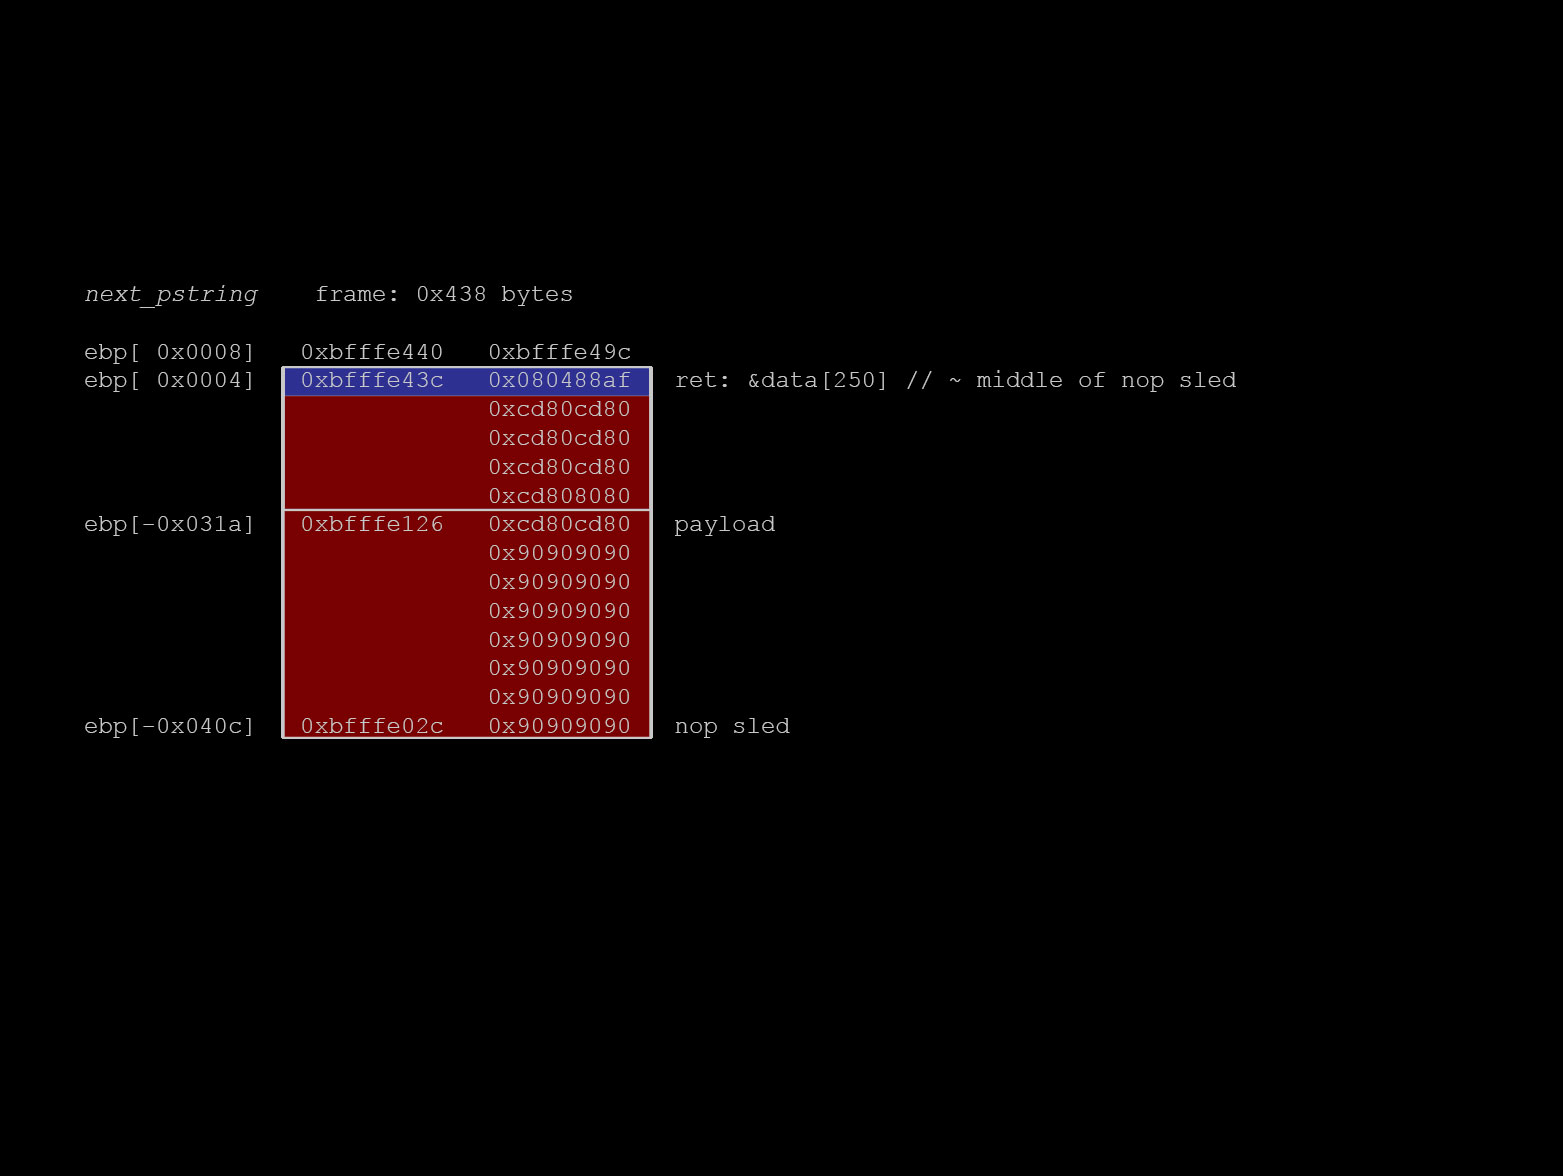 next_pstring    frame: 0x438 bytes
ebp[ 0x0008]   0xbfffe440   0xbfffe49c
ebp[ 0x0004]   0xbfffe43c   0x080488af   ret: &data[250] // ~ middle of nop sled
0xcd80cd80
0xcd80cd80
0xcd80cd80
0xcd808080
ebp[-0x031a]   0xbfffe126   0xcd80cd80   payload
0x90909090
0x90909090
0x90909090
0x90909090
0x90909090
0x90909090
ebp[-0x040c]   0xbfffe02c   0x90909090   nop sled